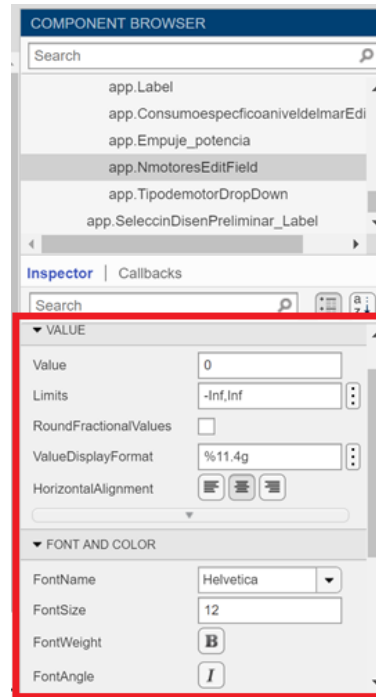 COMPONENT BROWSER
Search
app.Label
app.ConsumoespecficoaniveldelmarEdi
app.Empuje_potencia
app.NmotoresEditField
app.TipodemotorDropDown
app.SeleccinDisenPreliminar_Label
Inspector | Callbacks
Search
VALUE
Value 0
Limits -Inf,Inf
RoundFractionalValues
ValueDisplayFormat %11.4g
HorizontalAlignment
FONT AND COLOR
FontName Helvetica
FontSize 12
FontWeight B
FontAngle I